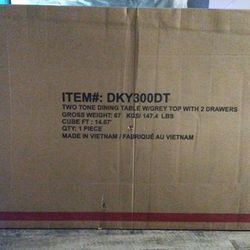 ITEM#: DKY300DT
TWO TONE DINING TABLE W/GREY TOP WITH 2 DRAWERS
GROSS WEIGHT: 67 KGS/ 147.4 LBS
CUBE FT : 14.67'
QTY: 1 PIECE
MADE IN VIETNAM / FABRIQUÉ AU VIETNAM